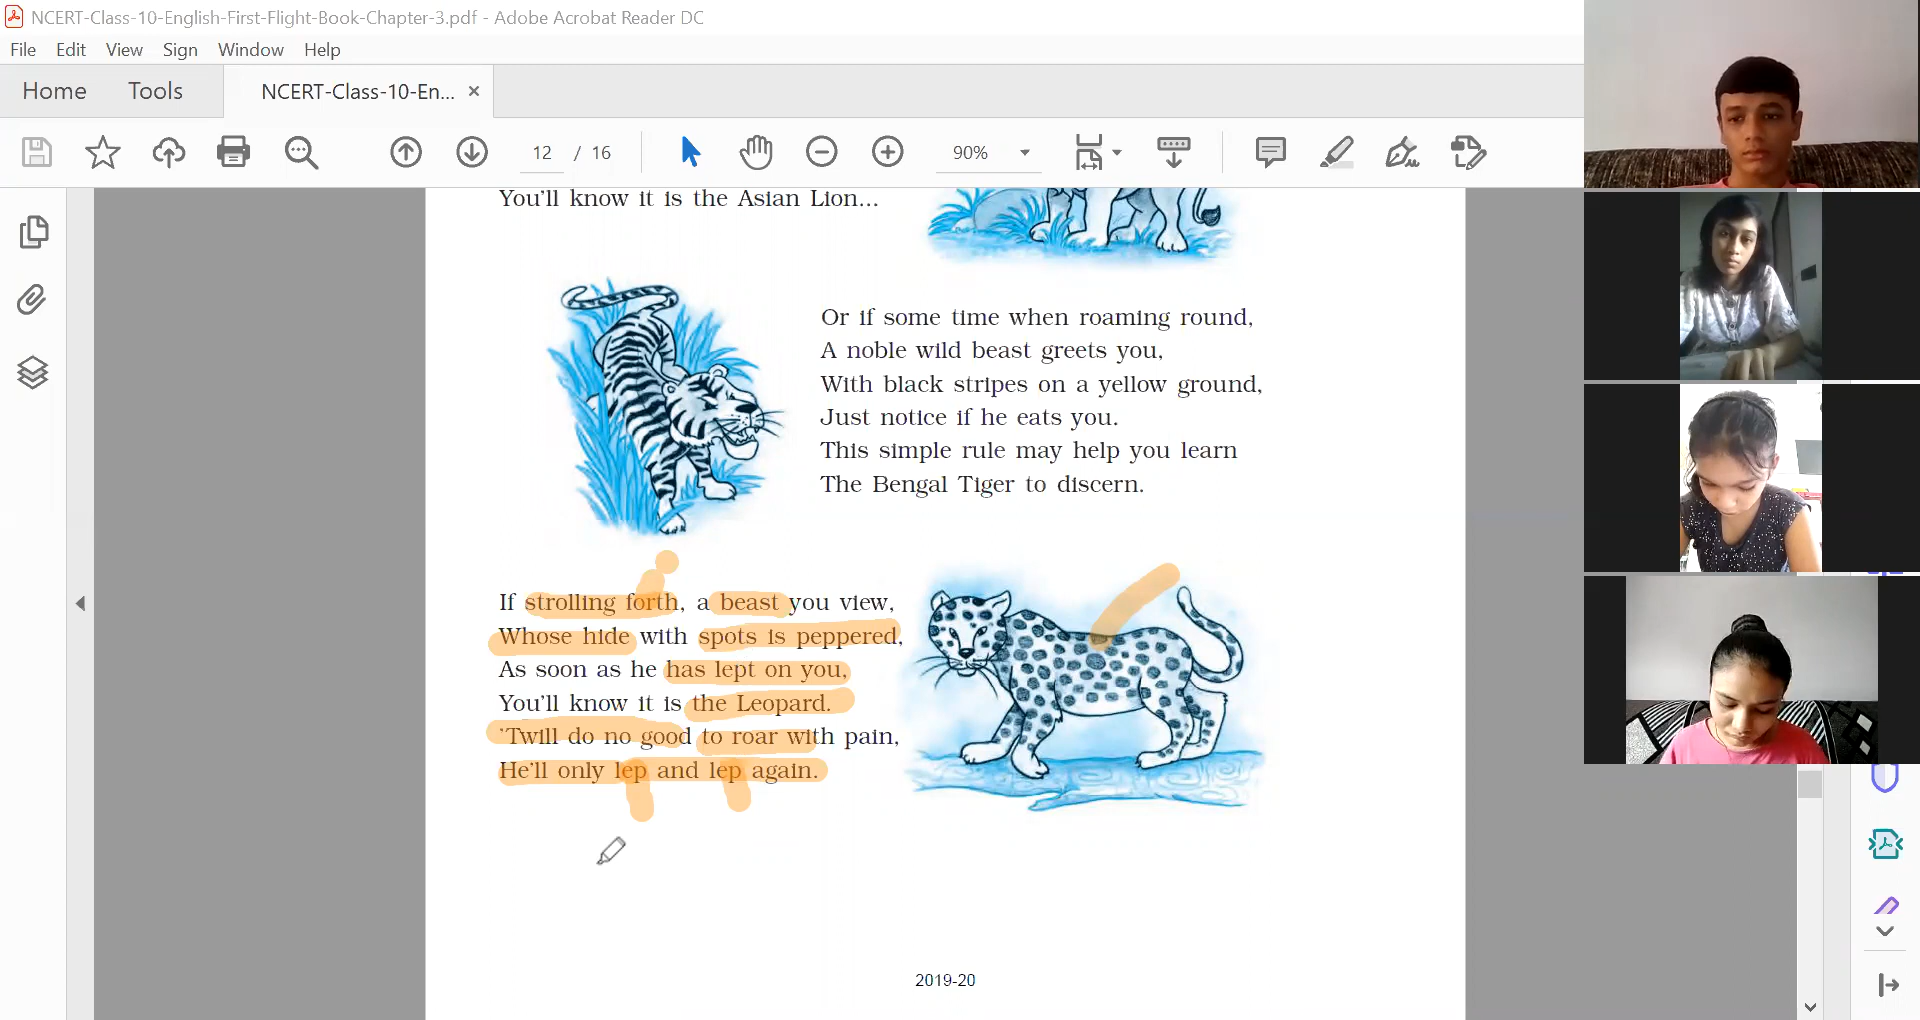 NCERT-Class-10-English-First-Flight-Book-Chapter-3.pdf - Adobe Acrobat Reader DC
File Edit View Sign Window Help
Home Tools NCERT-Class-10-En... ×
12 / 16 90%
You'll know it is the Asian Lion...
Or if some time when roaming round,
A noble wild beast greets you,
With black stripes on a yellow ground,
Just notice if he eats you.
This simple rule may help you learn
The Bengal Tiger to discern.
If strolling forth, a beast you view,
Whose hide with spots is peppered,
As soon as he has lept on you,
You'll know it is the Leopard.
'Twill do no good to roar with pain,
He'll only lep and lep again.
2019-20